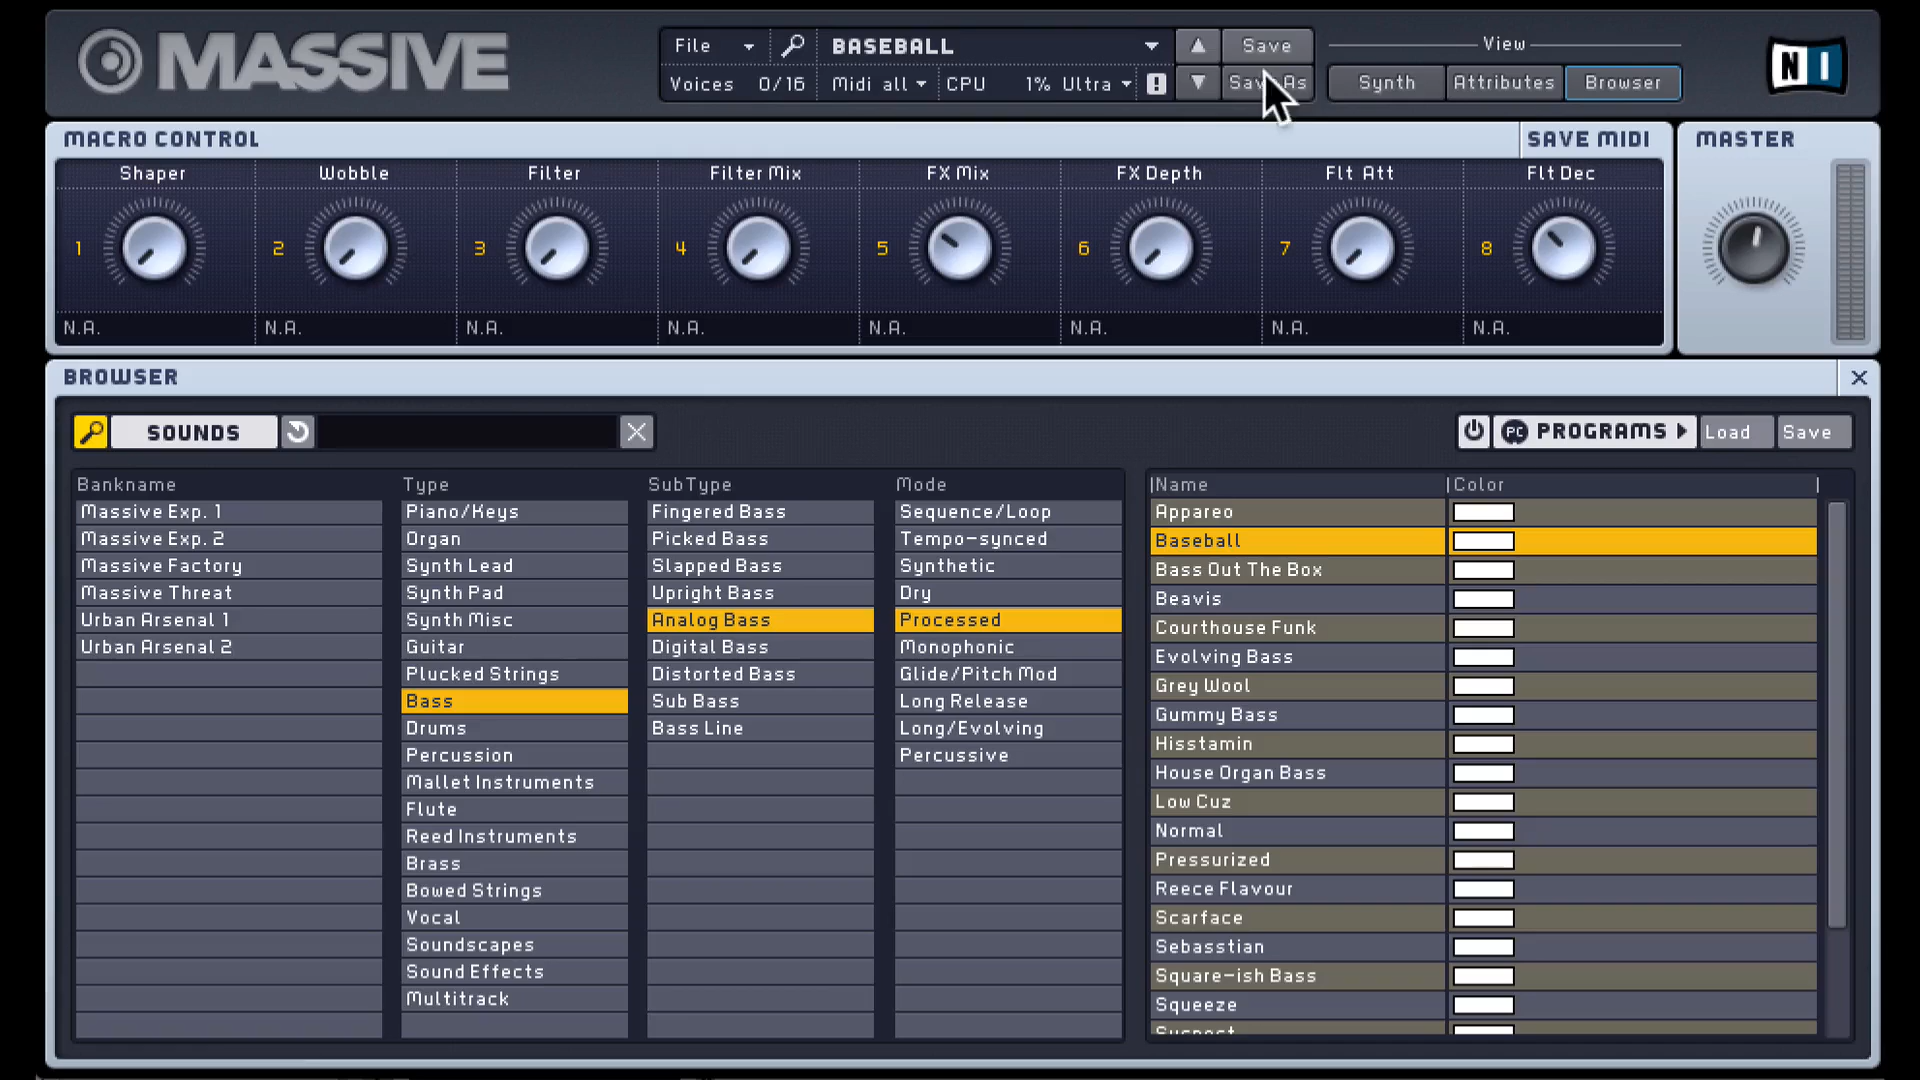 MASSIVE
File
BASEBALL
Save
View
Voices 0/16 Midi all CPU 1% Ultra
Save As
Synth Attributes Browser
NI
MACRO CONTROL
SAVE MIDI
MASTER
Shaper Wobble Filter Filter Mix FX Mix FX Depth Flt Att Flt Dec
1 2 3 4 5 6 7 8
N.A. N.A. N.A. N.A. N.A. N.A. N.A. N.A.
BROWSER
SOUNDS
PC PROGRAMS Load Save
Bankname
Massive Exp. 1
Massive Exp. 2
Massive Factory
Massive Threat
Urban Arsenal 1
Urban Arsenal 2
Type
Piano/Keys
Organ
Synth Lead
Synth Pad
Synth Misc
Guitar
Plucked Strings
Bass
Drums
Percussion
Mallet Instruments
Flute
Reed Instruments
Brass
Bowed Strings
Vocal
Soundscapes
Sound Effects
Multitrack
SubType
Fingered Bass
Picked Bass
Slapped Bass
Upright Bass
Analog Bass
Digital Bass
Distorted Bass
Sub Bass
Bass Line
Mode
Sequence/Loop
Tempo-synced
Synthetic
Dry
Processed
Monophonic
Glide/Pitch Mod
Long Release
Long/Evolving
Percussive
Name Color
Appareo
Baseball
Bass Out The Box
Beavis
Courthouse Funk
Evolving Bass
Grey Wool
Gummy Bass
Hisstamin
House Organ Bass
Low Cuz
Normal
Pressurized
Reece Flavour
Scarface
Sebasstian
Square-ish Bass
Squeeze